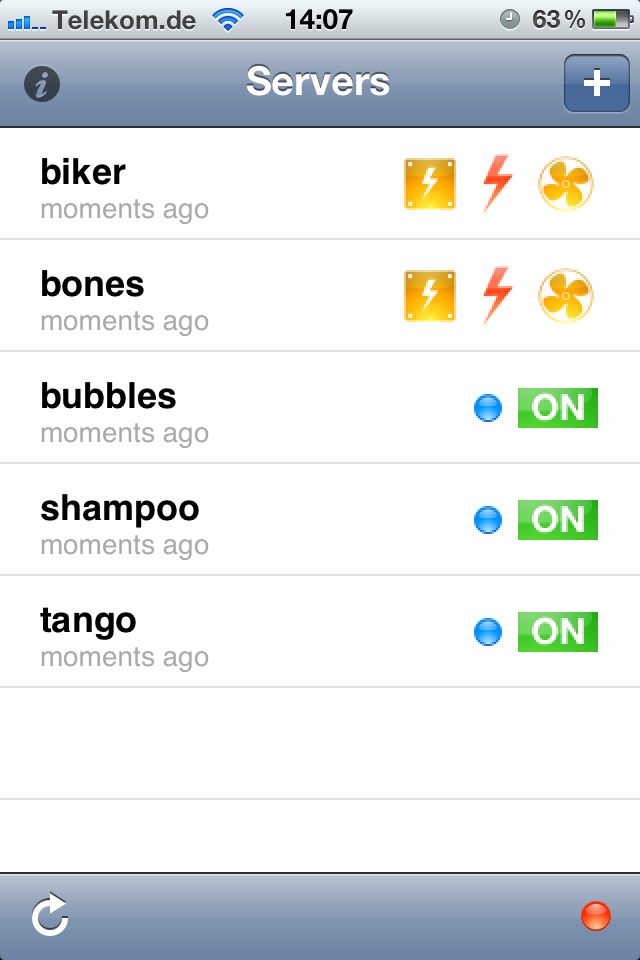 Telekom.de 14:07 63%
Servers
biker
moments ago
bones
moments ago
bubbles
moments ago
ON
shampoo
moments ago
ON
tango
moments ago
ON